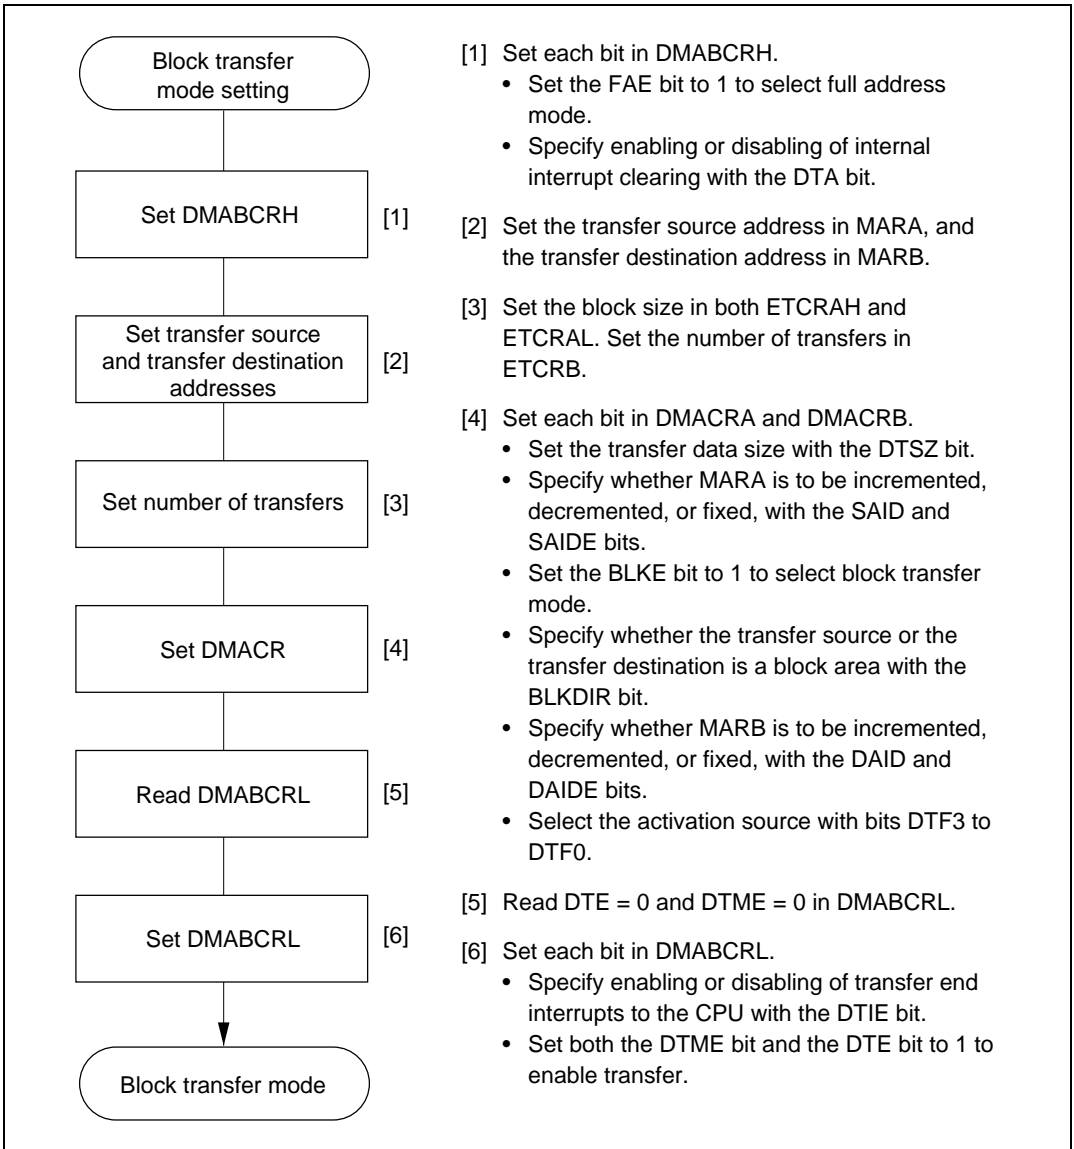 Block transfer
mode setting
Set DMABCRH
[1]
Set transfer source
and transfer destination
addresses
[2]
Set number of transfers
[3]
Set DMACR
[4]
Read DMABCRL
[5]
Set DMABCRL
[6]
Block transfer mode
[1] Set each bit in DMABCRH.
• Set the FAE bit to 1 to select full address
mode.
• Specify enabling or disabling of internal
interrupt clearing with the DTA bit.
[2] Set the transfer source address in MARA, and
the transfer destination address in MARB.
[3] Set the block size in both ETCRAH and
ETCRAL. Set the number of transfers in
ETCRB.
[4] Set each bit in DMACRA and DMACRB.
• Set the transfer data size with the DTSZ bit.
• Specify whether MARA is to be incremented,
decremented, or fixed, with the SAID and
SAIDE bits.
• Set the BLKE bit to 1 to select block transfer
mode.
• Specify whether the transfer source or the
transfer destination is a block area with the
BLKDIR bit.
• Specify whether MARB is to be incremented,
decremented, or fixed, with the DAID and
DAIDE bits.
• Select the activation source with bits DTF3 to
DTF0.
[5] Read DTE = 0 and DTME = 0 in DMABCRL.
[6] Set each bit in DMABCRL.
• Specify enabling or disabling of transfer end
interrupts to the CPU with the DTIE bit.
• Set both the DTME bit and the DTE bit to 1 to
enable transfer.